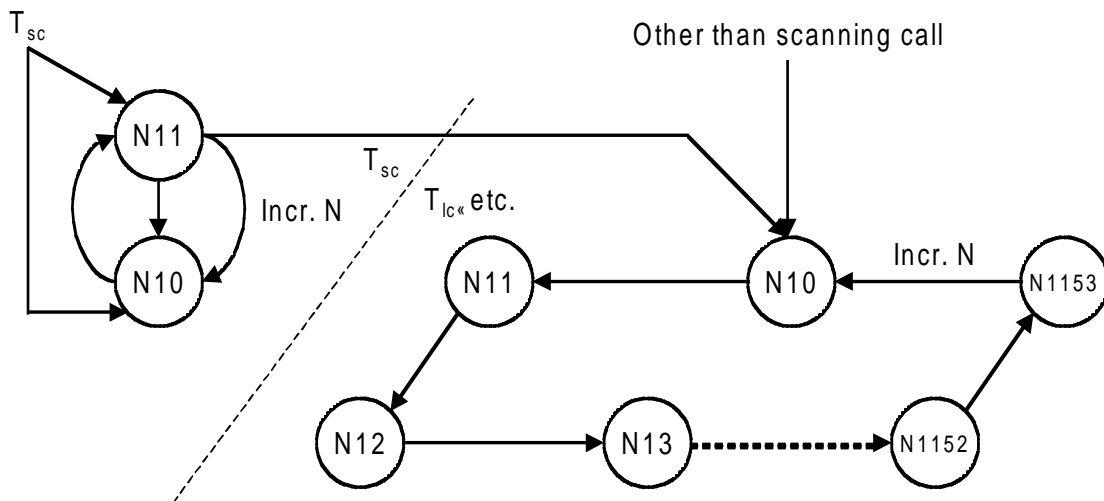 T_sc
Other than scanning call
N11
T_sc
Incr. N
T_lc« etc.
N10
N11
N10
Incr. N
N1153
N12
N13
N1152